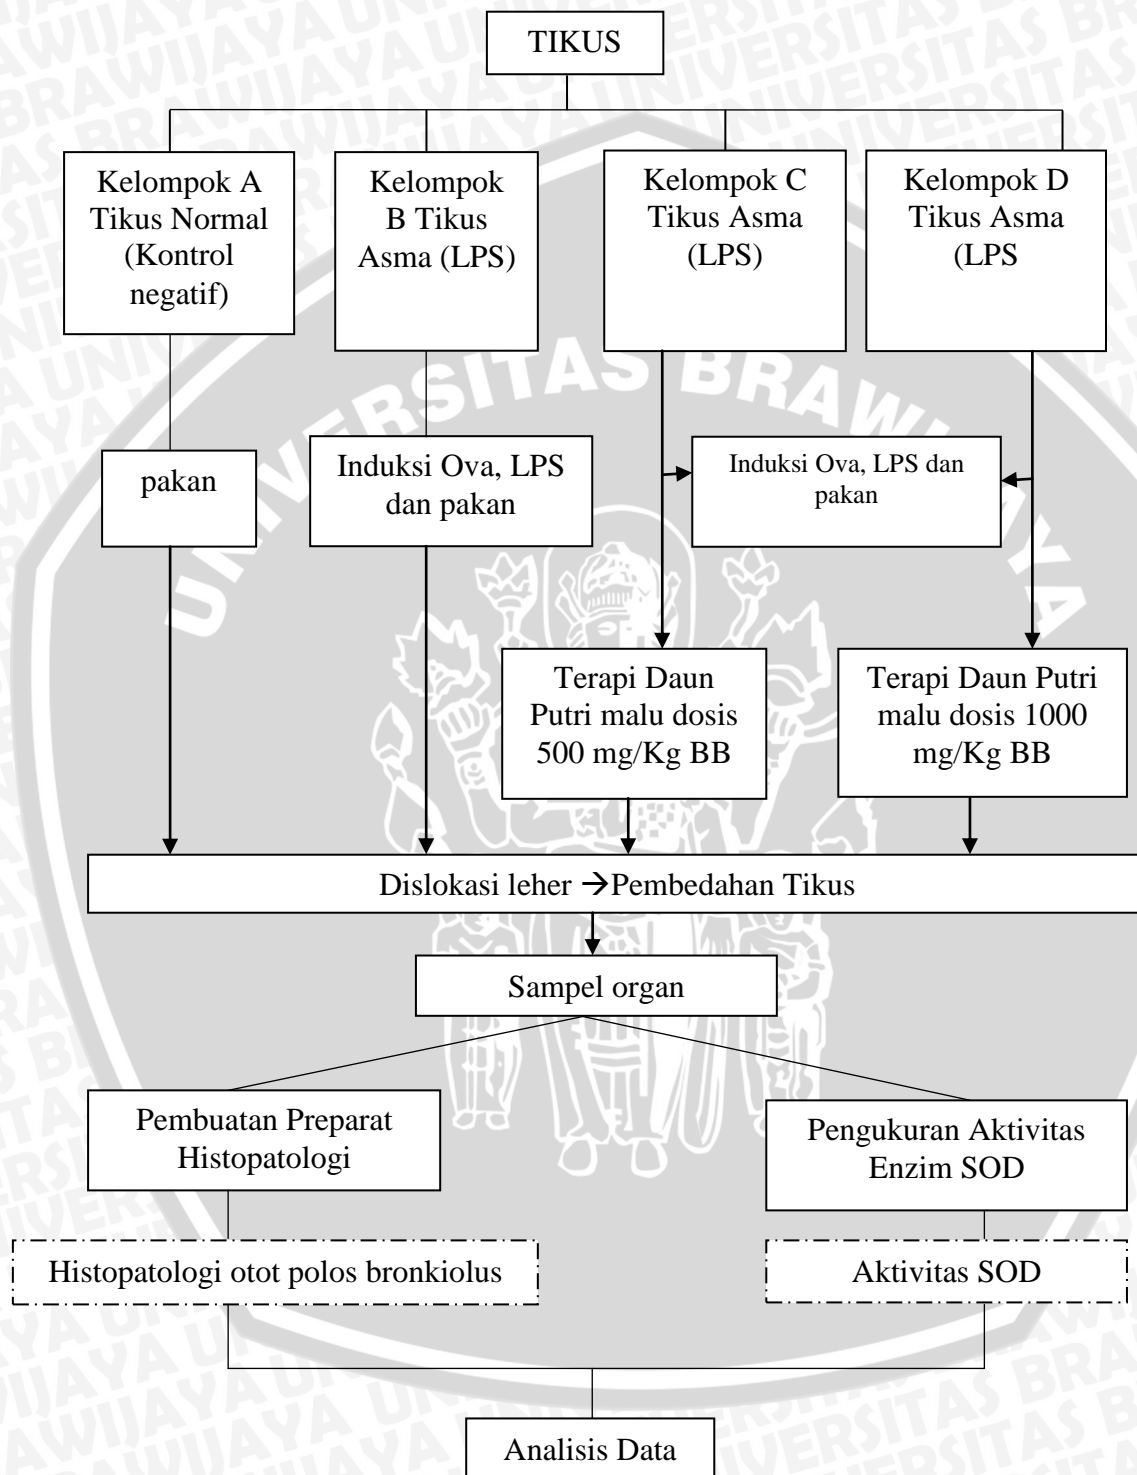 TIKUS
Kelompok A
Tikus Normal
(Kontrol
negatif)
Kelompok
B Tikus
Asma (LPS)
Kelompok C
Tikus Asma
(LPS)
Kelompok D
Tikus Asma
(LPS
UNIVERSITAS BRAWIJAYA
pakan
Induksi Ova, LPS
dan pakan
Induksi Ova, LPS dan
pakan
Terapi Daun
Putri malu dosis
500 mg/Kg BB
Terapi Daun Putri
malu dosis 1000
mg/Kg BB
Dislokasi leher →Pembedahan Tikus
Sampel organ
Pembuatan Preparat
Histopatologi
Pengukuran Aktivitas
Enzim SOD
Histopatologi otot polos bronkiolus
Aktivitas SOD
Analisis Data